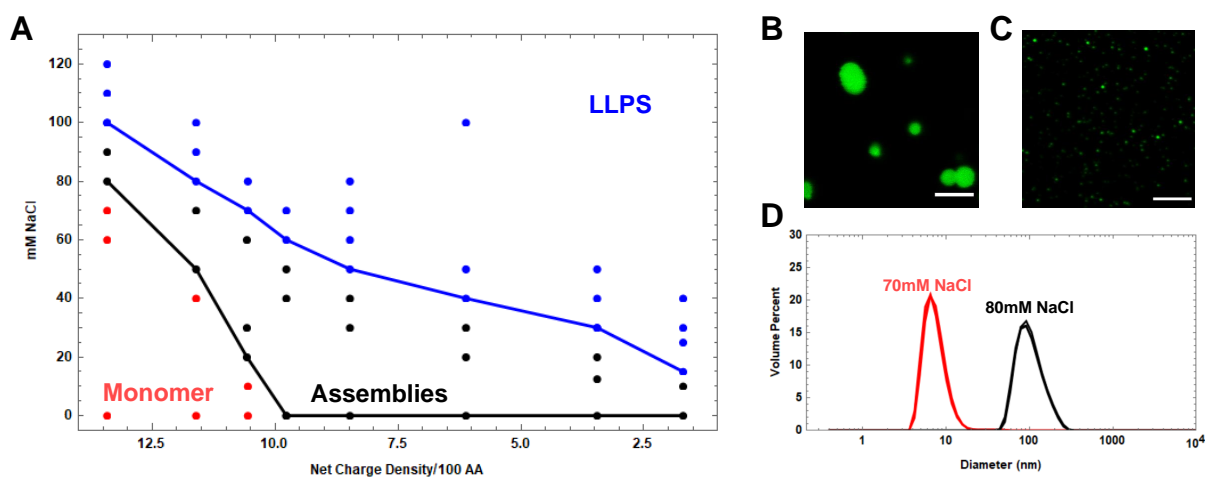 A
120
100
80
60
40
20
0
mM NaCl
LLPS
Monomer
Assemblies
12.5
10.0
7.5
5.0
2.5
Net Charge Density/100 AA
B
C
D
30
25
20
15
10
5
0
Volume Percent
70mM NaCl
80mM NaCl
1
10
100
1000
10⁴
Diameter (nm)